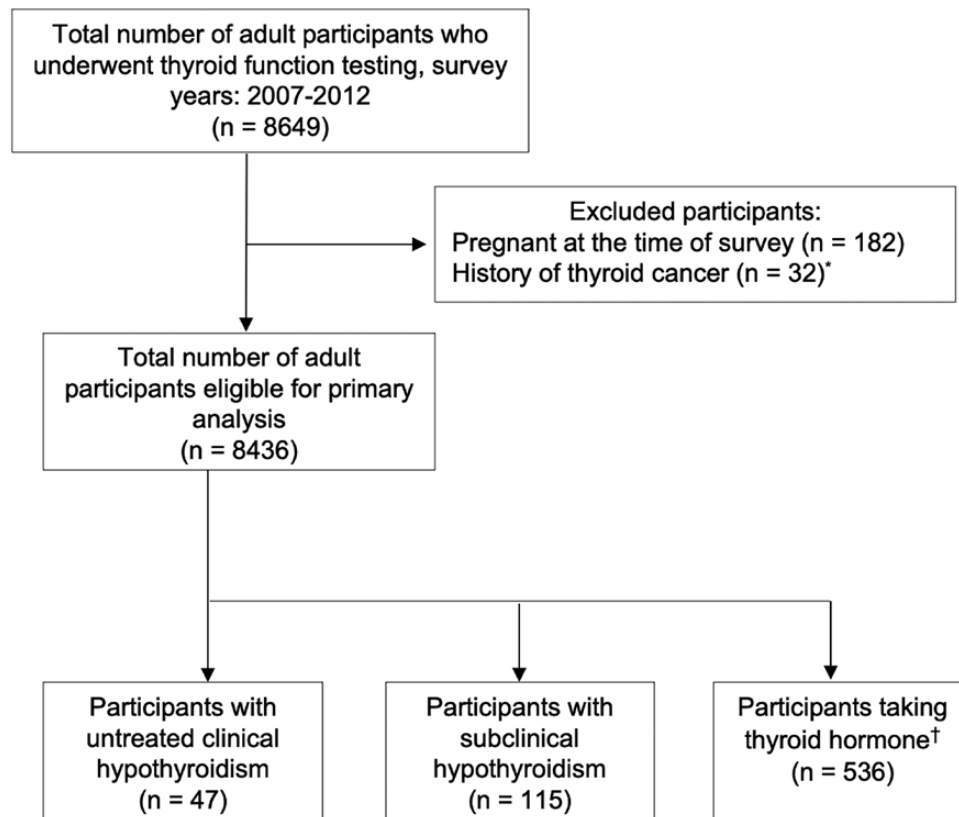 Total number of adult participants who
underwent thyroid function testing, survey
years: 2007-2012
(n = 8649)
Excluded participants:
Pregnant at the time of survey (n = 182)
History of thyroid cancer (n = 32)*
Total number of adult
participants eligible for primary
analysis
(n = 8436)
Participants with
untreated clinical
hypothyroidism
(n = 47)
Participants with
subclinical
hypothyroidism
(n = 115)
Participants taking
thyroid hormone†
(n = 536)